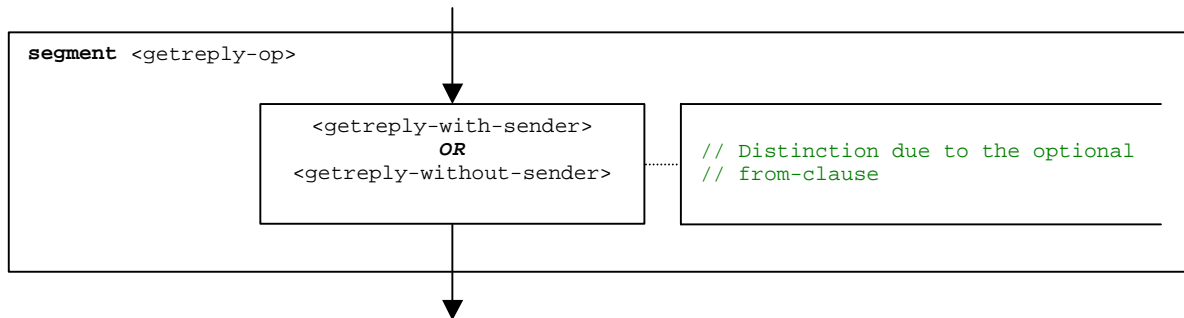 segment <getreply-op>
<getreply-with-sender>
OR
<getreply-without-sender>
// Distinction due to the optional
// from-clause